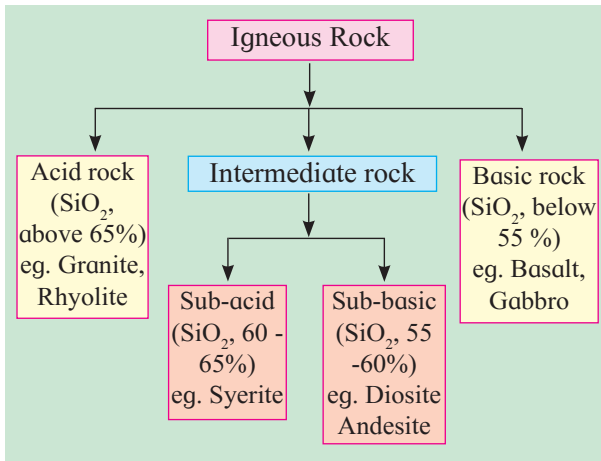 Igneous Rock
Acid rock
(SiO₂,
above 65%)
eg. Granite,
Rhyolite
Intermediate rock
Basic rock
(SiO₂, below
55 %)
eg. Basalt,
Gabbro
Sub-acid
(SiO₂, 60 -
65%)
eg. Syerite
Sub-basic
(SiO₂, 55
-60%)
eg. Diosite
Andesite